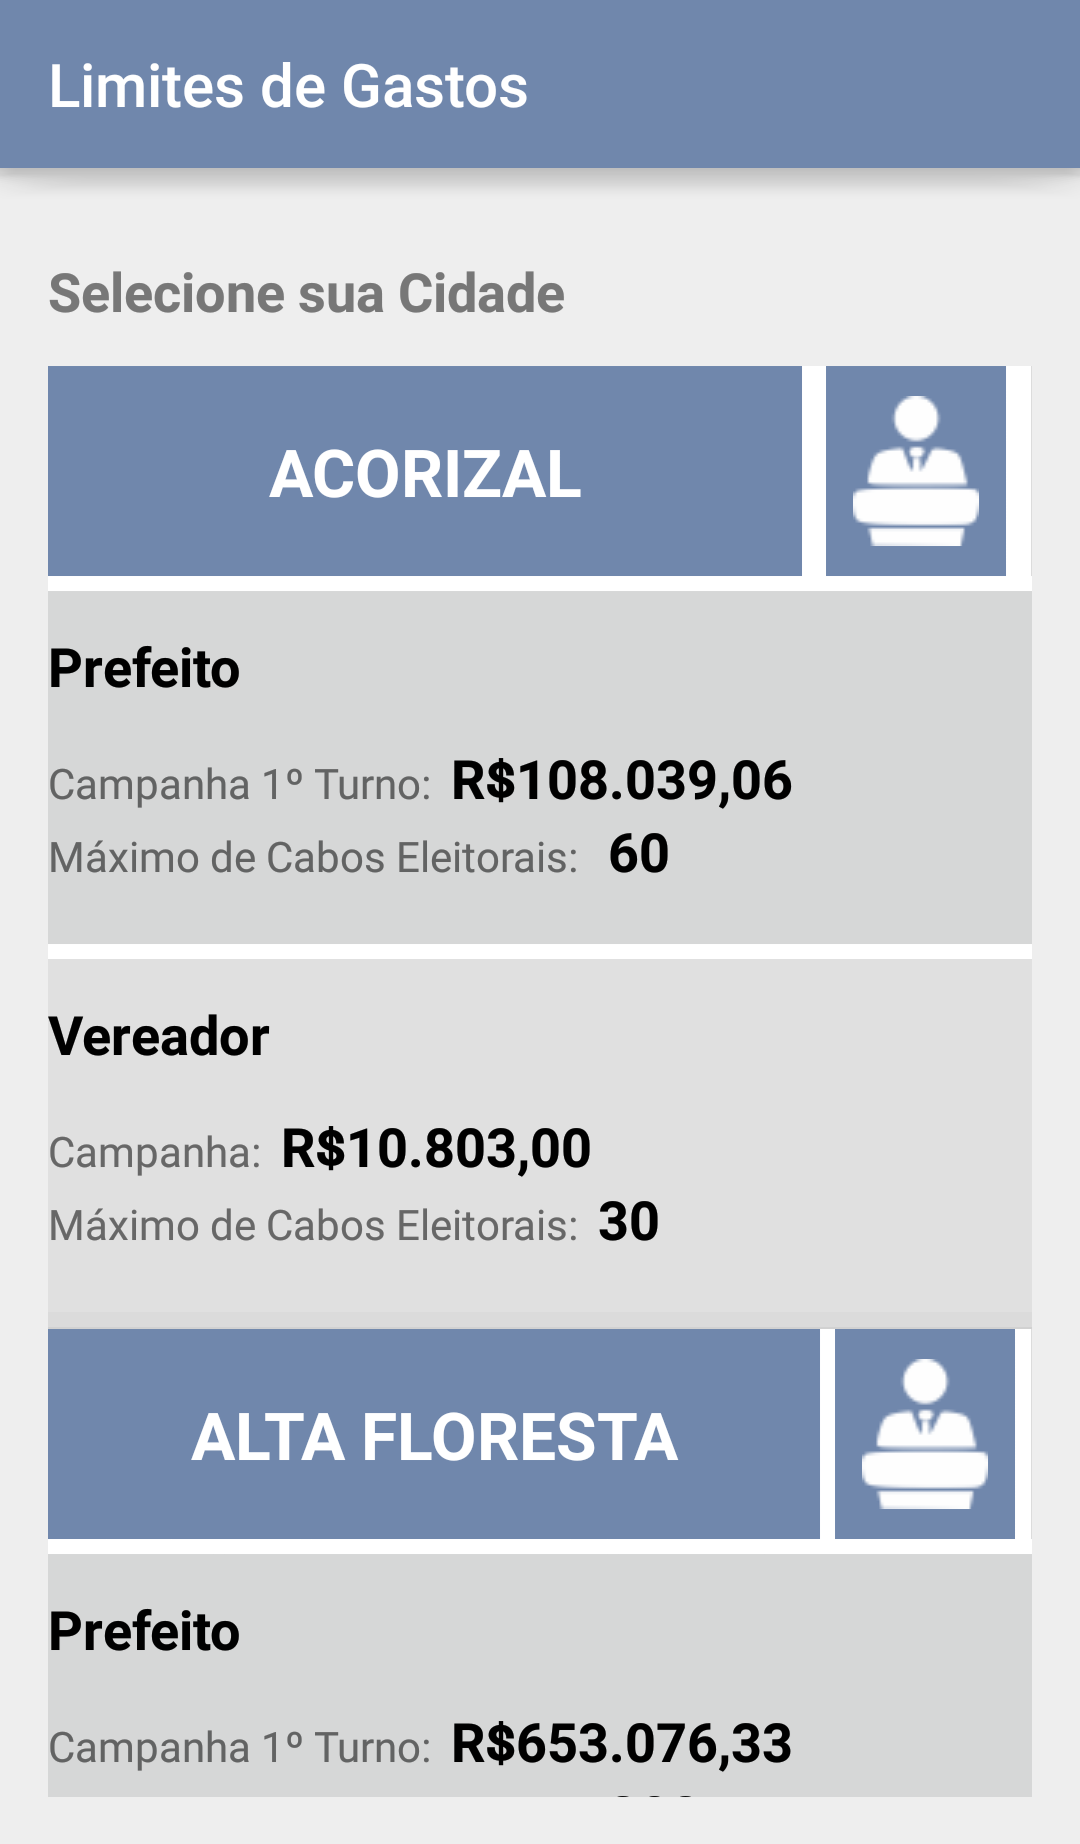 Limites de Gastos
Selecione sua Cidade
ACORIZAL
Prefeito
Campanha 1º Turno: R$108.039,06
Máximo de Cabos Eleitorais: 60
Vereador
Campanha: R$10.803,00
Máximo de Cabos Eleitorais: 30
ALTA FLORESTA
Prefeito
Campanha 1º Turno: R$653.076,33